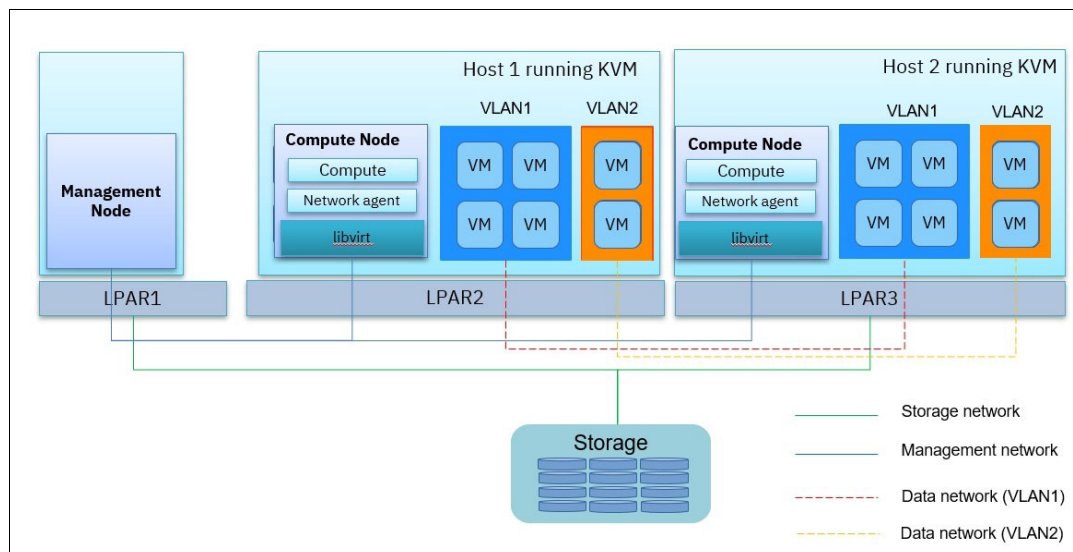 Host 1 running KVM
Host 2 running KVM
VLAN1
VLAN2
VLAN1
VLAN2
Management
Node
Compute Node
Compute
Network agent
libvirt
VM VM
VM VM
VM
VM
Compute Node
Compute
Network agent
libvirt
VM VM
VM VM
VM
VM
LPAR1
LPAR2
LPAR3
Storage
Storage network
Management network
Data network (VLAN1)
Data network (VLAN2)